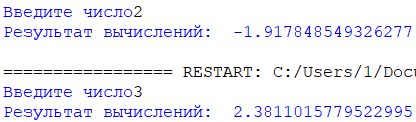 Введите число2
Результат вычислений:  -1.917848549326277
================= RESTART: C:/Users/1/Docu
Введите число3
Результат вычислений:  2.3811015779522995